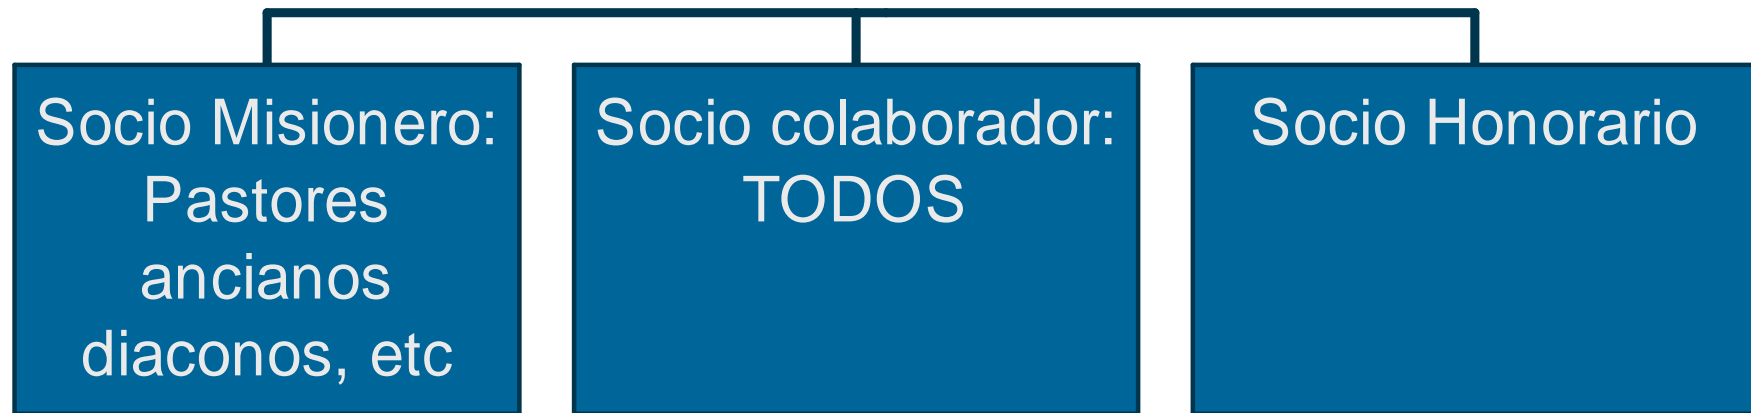 Socio Misionero:
Pastores
ancianos
diaconos, etc
Socio colaborador:
TODOS
Socio Honorario